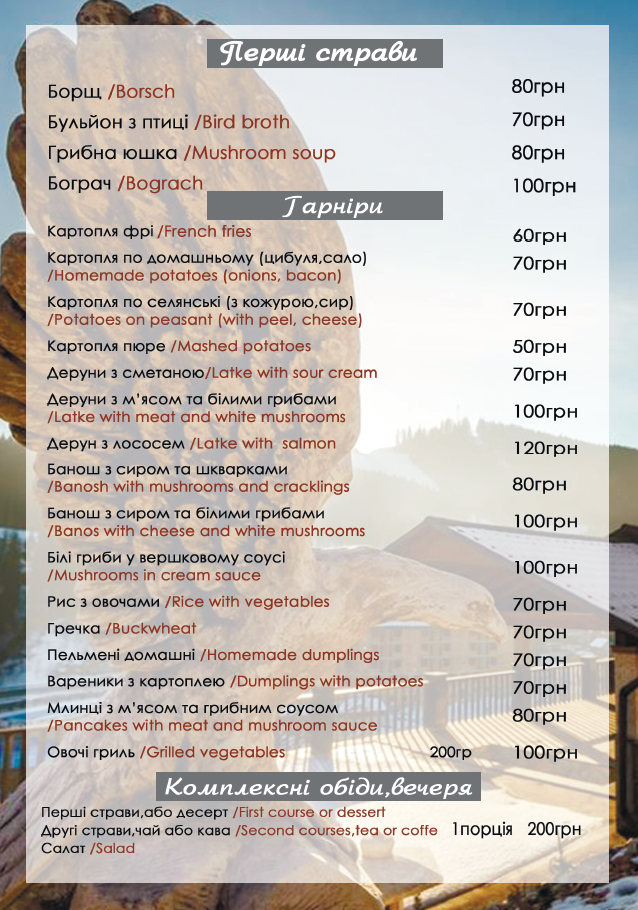 Перші страви
Борщ /Borsch 80грн
Бульйон з птиці /Bird broth 70грн
Грибна юшка /Mushroom soup 80грн
Бограч /Bograch 100грн
Гарніри
Картопля фрі /French fries 60грн
Картопля по домашньому (цибуля,сало)
/Homemade potatoes (onions, bacon) 70грн
Картопля по селянські (з кожурою,сир)
/Potatoes on peasant (with peel, cheese) 70грн
Картопля пюре /Mashed potatoes 50грн
Деруни з сметаною/Latke with sour cream 70грн
Деруни з м'ясом та білими грибами
/Latke with meat and white mushrooms 100грн
Дерун з лососем /Latke with salmon 120грн
Банош з сиром та шкварками
/Banosh with mushrooms and cracklings 80грн
Банош з сиром та білими грибами
/Banos with cheese and white mushrooms 100грн
Білі гриби у вершковому соусі
/Mushrooms in cream sauce 100грн
Рис з овочами /Rice with vegetables 70грн
Гречка /Buckwheat 70грн
Пельмені домашні /Homemade dumplings 70грн
Вареники з картоплею /Dumplings with potatoes 70грн
Млинці з м'ясом та грибним соусом
/Pancakes with meat and mushroom sauce 80грн
Овочі гриль /Grilled vegetables 200гр 100грн
Комплексні обіди,вечеря
Перші страви,або десерт /First course or dessert
Другі страви,чай або кава /Second courses,tea or coffe 1порція 200грн
Салат /Salad